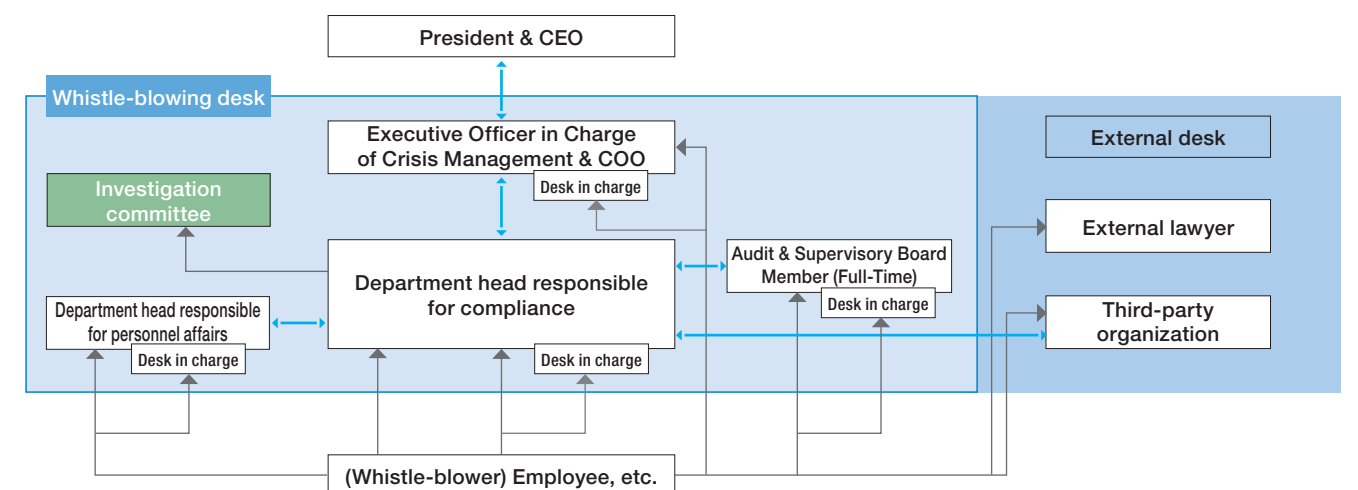 President & CEO
Whistle-blowing desk
Executive Officer in Charge
of Crisis Management & COO
Desk in charge
External desk
Investigation
committee
External lawyer
Department head responsible
for compliance
Desk in charge
Audit & Supervisory Board
Member (Full-Time)
Desk in charge
Department head responsible
for personnel affairs
Desk in charge
Third-party
organization
(Whistle-blower) Employee, etc.